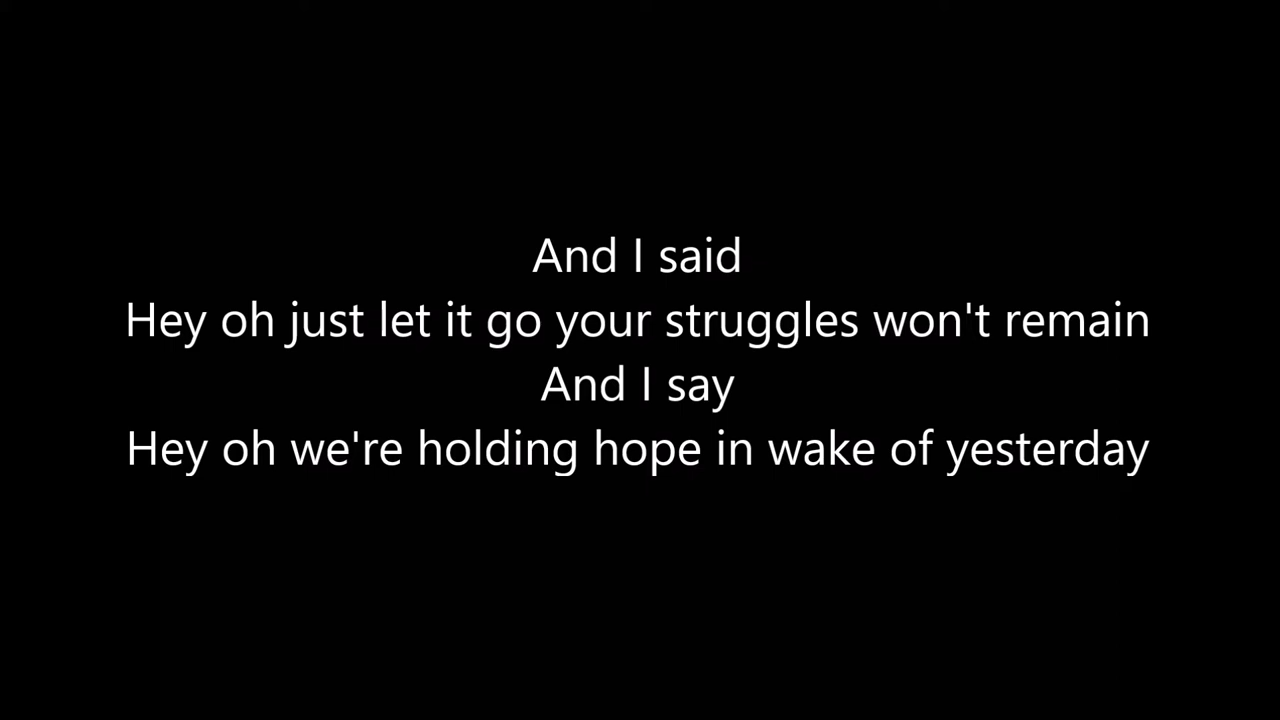 And I said
Hey oh just let it go your struggles won't remain
And I say
Hey oh we're holding hope in wake of yesterday